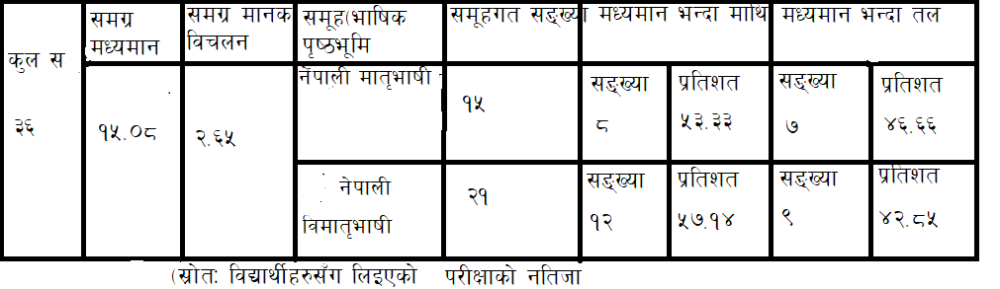 समग्र मध्यमान
समग्र मानक विचलन
समूह(भाषिक पृष्ठभूमि
समूहगत सङ्ख्या
मध्यमान भन्दा माथि
मध्यमान भन्दा तल
कुल स
३६
१५.०८
२.६५
नेपाली मातृभाषी
१५
सङ्ख्या
८
प्रतिशत
५३.३३
सङ्ख्या
७
प्रतिशत
४६.६६
नेपाली
विमातृभाषी
२१
सङ्ख्या
१२
प्रतिशत
५७.१४
सङ्ख्या
९
प्रतिशत
४२.८५
(स्रोतः विद्यार्थीहरुसँग लिइएको परीक्षाको नतिजा